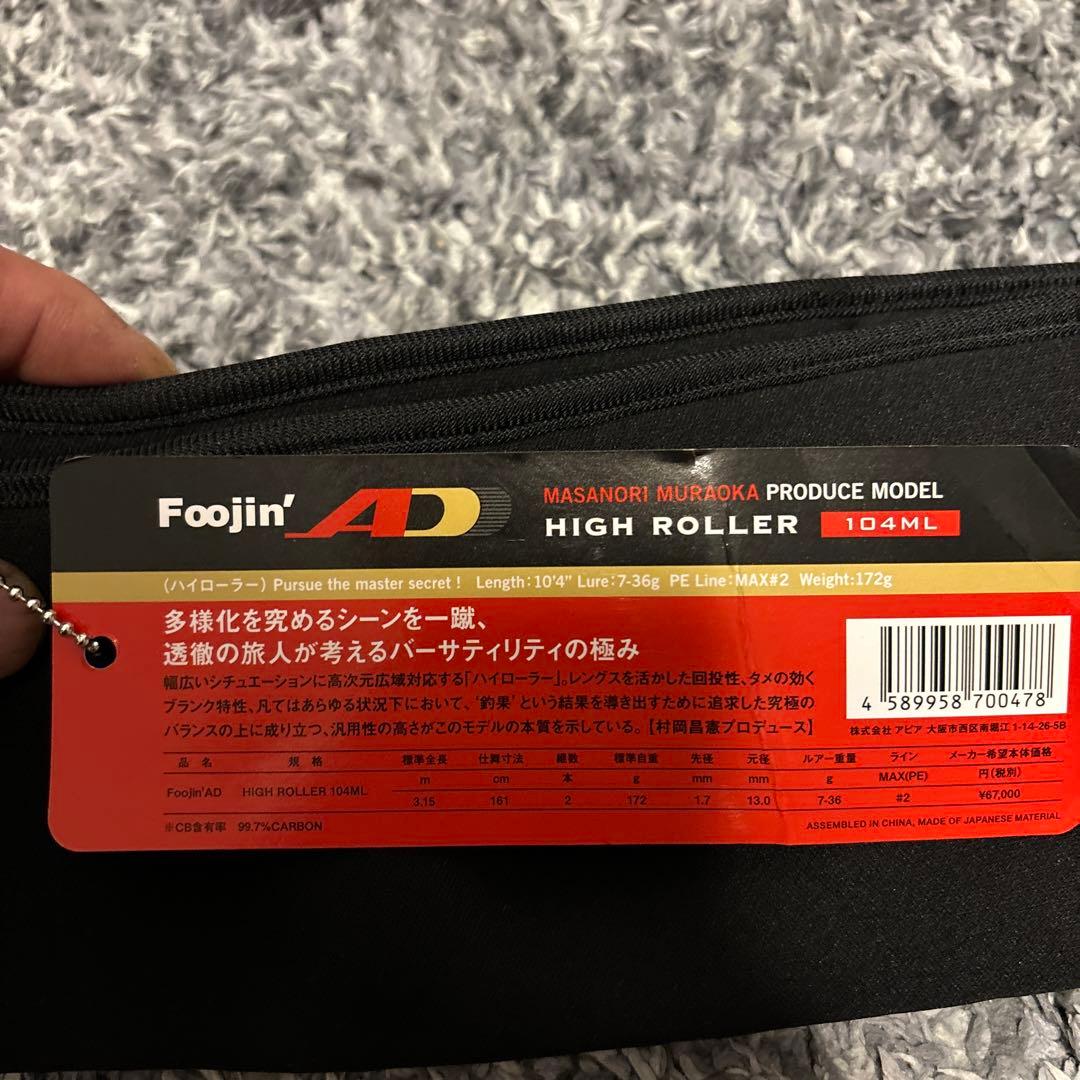 Foojin' AD
MASANORI MURAOKA PRODUCE MODEL
HIGH ROLLER 104ML
(ハイローラー) Pursue the master secret! Length:10'4" Lure:7-36g PE Line:MAX#2 Weight:172g
多様化を究めるシーンを一蹴、
透徹の旅人が考えるバーサティリティの極み
幅広いシチュエーションに高次元広域対応する「ハイローラー」。レングスを活かした回投性、タメの効く
ブランク特性、凡てはあらゆる状況下において、'釣果'という結果を導き出すために追求した究極の
バランスの上に成り立つ、汎用性の高さがこのモデルの本質を示している。【村岡昌憲プロデュース】
4 589958 700478
株式会社 アピア 大阪市西区南堀江 1-14-26-5B
品 名 規 格 標準全長 仕舞寸法 継数 標準自重 先径 元径 ルアー重量 ライン メーカー希望本体価格
m cm 本 g mm mm g MAX(PE) 円(税別)
Foojin'AD HIGH ROLLER 104ML 3.15 161 2 172 1.7 13.0 7-36 #2 ¥67,000
※CB含有率 99.7%CARBON
ASSEMBLED IN CHINA, MADE OF JAPANESE MATERIAL